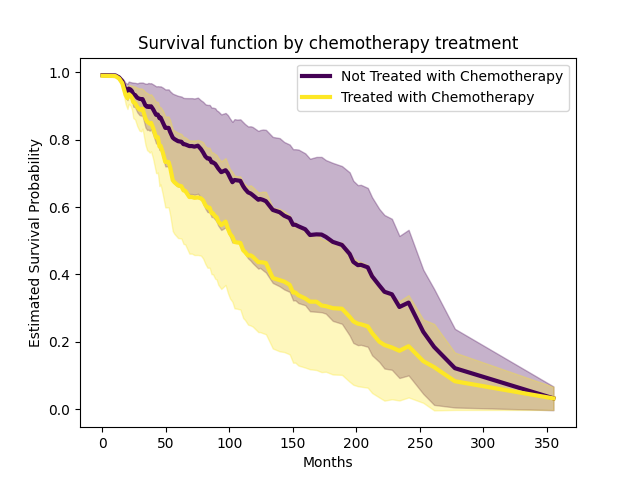 Survival function by chemotherapy treatment
Not Treated with Chemotherapy
Treated with Chemotherapy
Estimated Survival Probability
1.0
0.8
0.6
0.4
0.2
0.0
0 50 100 150 200 250 300 350
Months